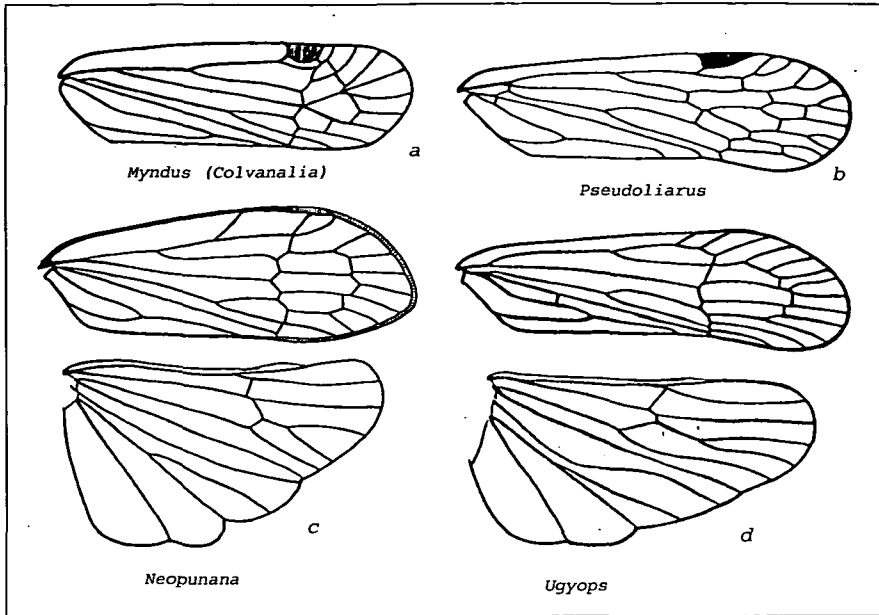 a
Myndus (Colvanalia)
b
Pseudoliarus
c
Neopunana
d
Ugyops